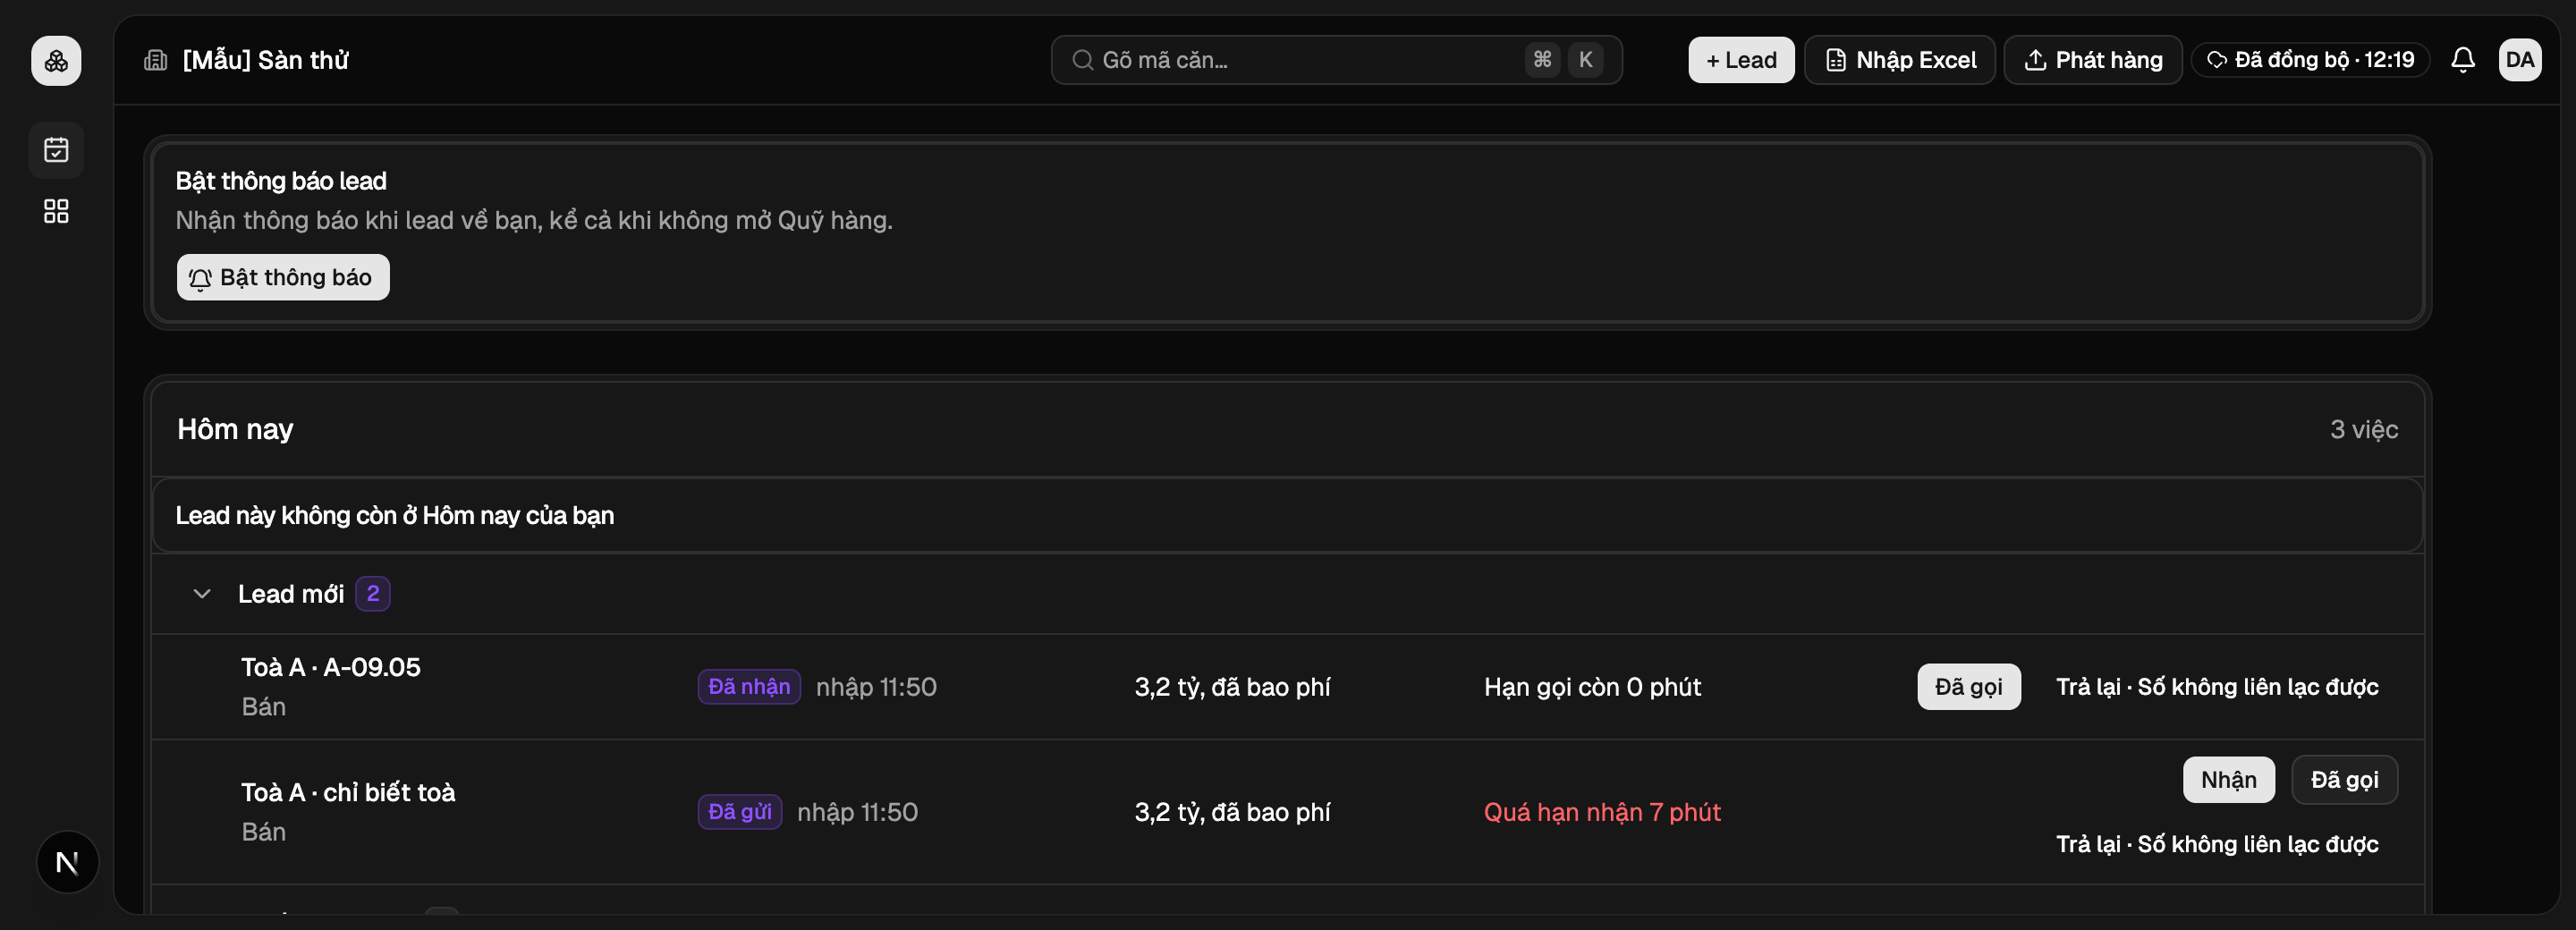 [Mẫu] Sàn thử
Gõ mã căn... ⌘ K
+ Lead
Nhập Excel
Phát hàng
Đã đồng bộ · 12:19
DA
Bật thông báo lead
Nhận thông báo khi lead về bạn, kể cả khi không mở Quỹ hàng.
Bật thông báo
Hôm nay
3 việc
Lead này không còn ở Hôm nay của bạn
Lead mới 2
Toà A · A-09.05
Bán
Đã nhận nhập 11:50
3,2 tỷ, đã bao phí
Hạn gọi còn 0 phút
Đã gọi
Trả lại · Số không liên lạc được
Toà A · chỉ biết toà
Bán
Đã gửi nhập 11:50
3,2 tỷ, đã bao phí
Quá hạn nhận 7 phút
Nhận
Đã gọi
Trả lại · Số không liên lạc được
N